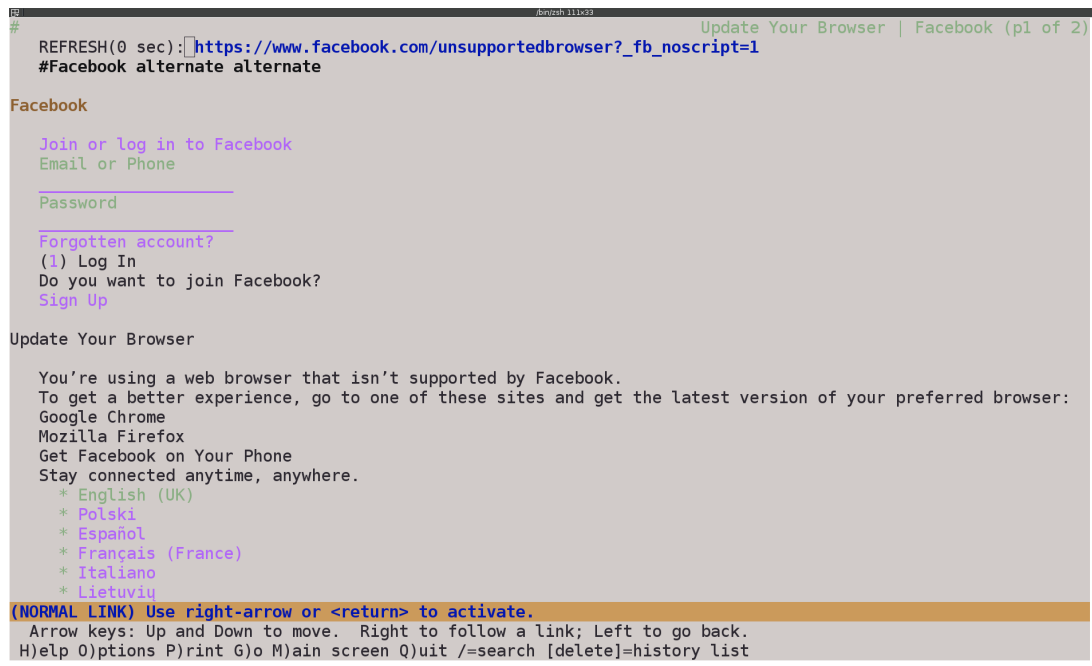 /bin/zsh 111x33
# Update Your Browser | Facebook (p1 of 2)
REFRESH(0 sec): https://www.facebook.com/unsupportedbrowser?_fb_noscript=1
#Facebook alternate alternate
Facebook
Join or log in to Facebook
Email or Phone
____________________
Password
____________________
Forgotten account?
(1) Log In
Do you want to join Facebook?
Sign Up
Update Your Browser
You’re using a web browser that isn’t supported by Facebook.
To get a better experience, go to one of these sites and get the latest version of your preferred browser:
Google Chrome
Mozilla Firefox
Get Facebook on Your Phone
Stay connected anytime, anywhere.
* English (UK)
* Polski
* Español
* Français (France)
* Italiano
* Lietuvių
(NORMAL LINK) Use right-arrow or <return> to activate.
Arrow keys: Up and Down to move.  Right to follow a link; Left to go back.
H)elp O)ptions P)rint G)o M)ain screen Q)uit /=search [delete]=history list